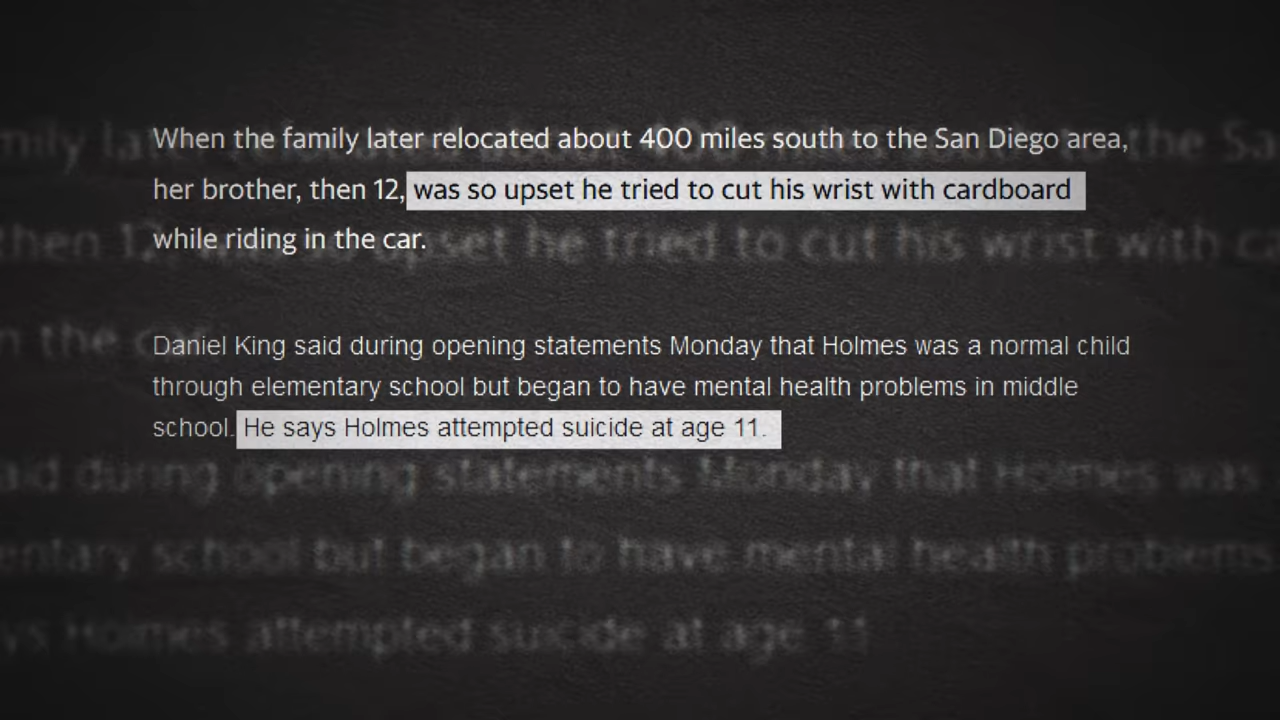 When the family later relocated about 400 miles south to the San Diego area,
her brother, then 12, was so upset he tried to cut his wrist with cardboard
while riding in the car.
Daniel King said during opening statements Monday that Holmes was a normal child
through elementary school but began to have mental health problems in middle
school. He says Holmes attempted suicide at age 11.